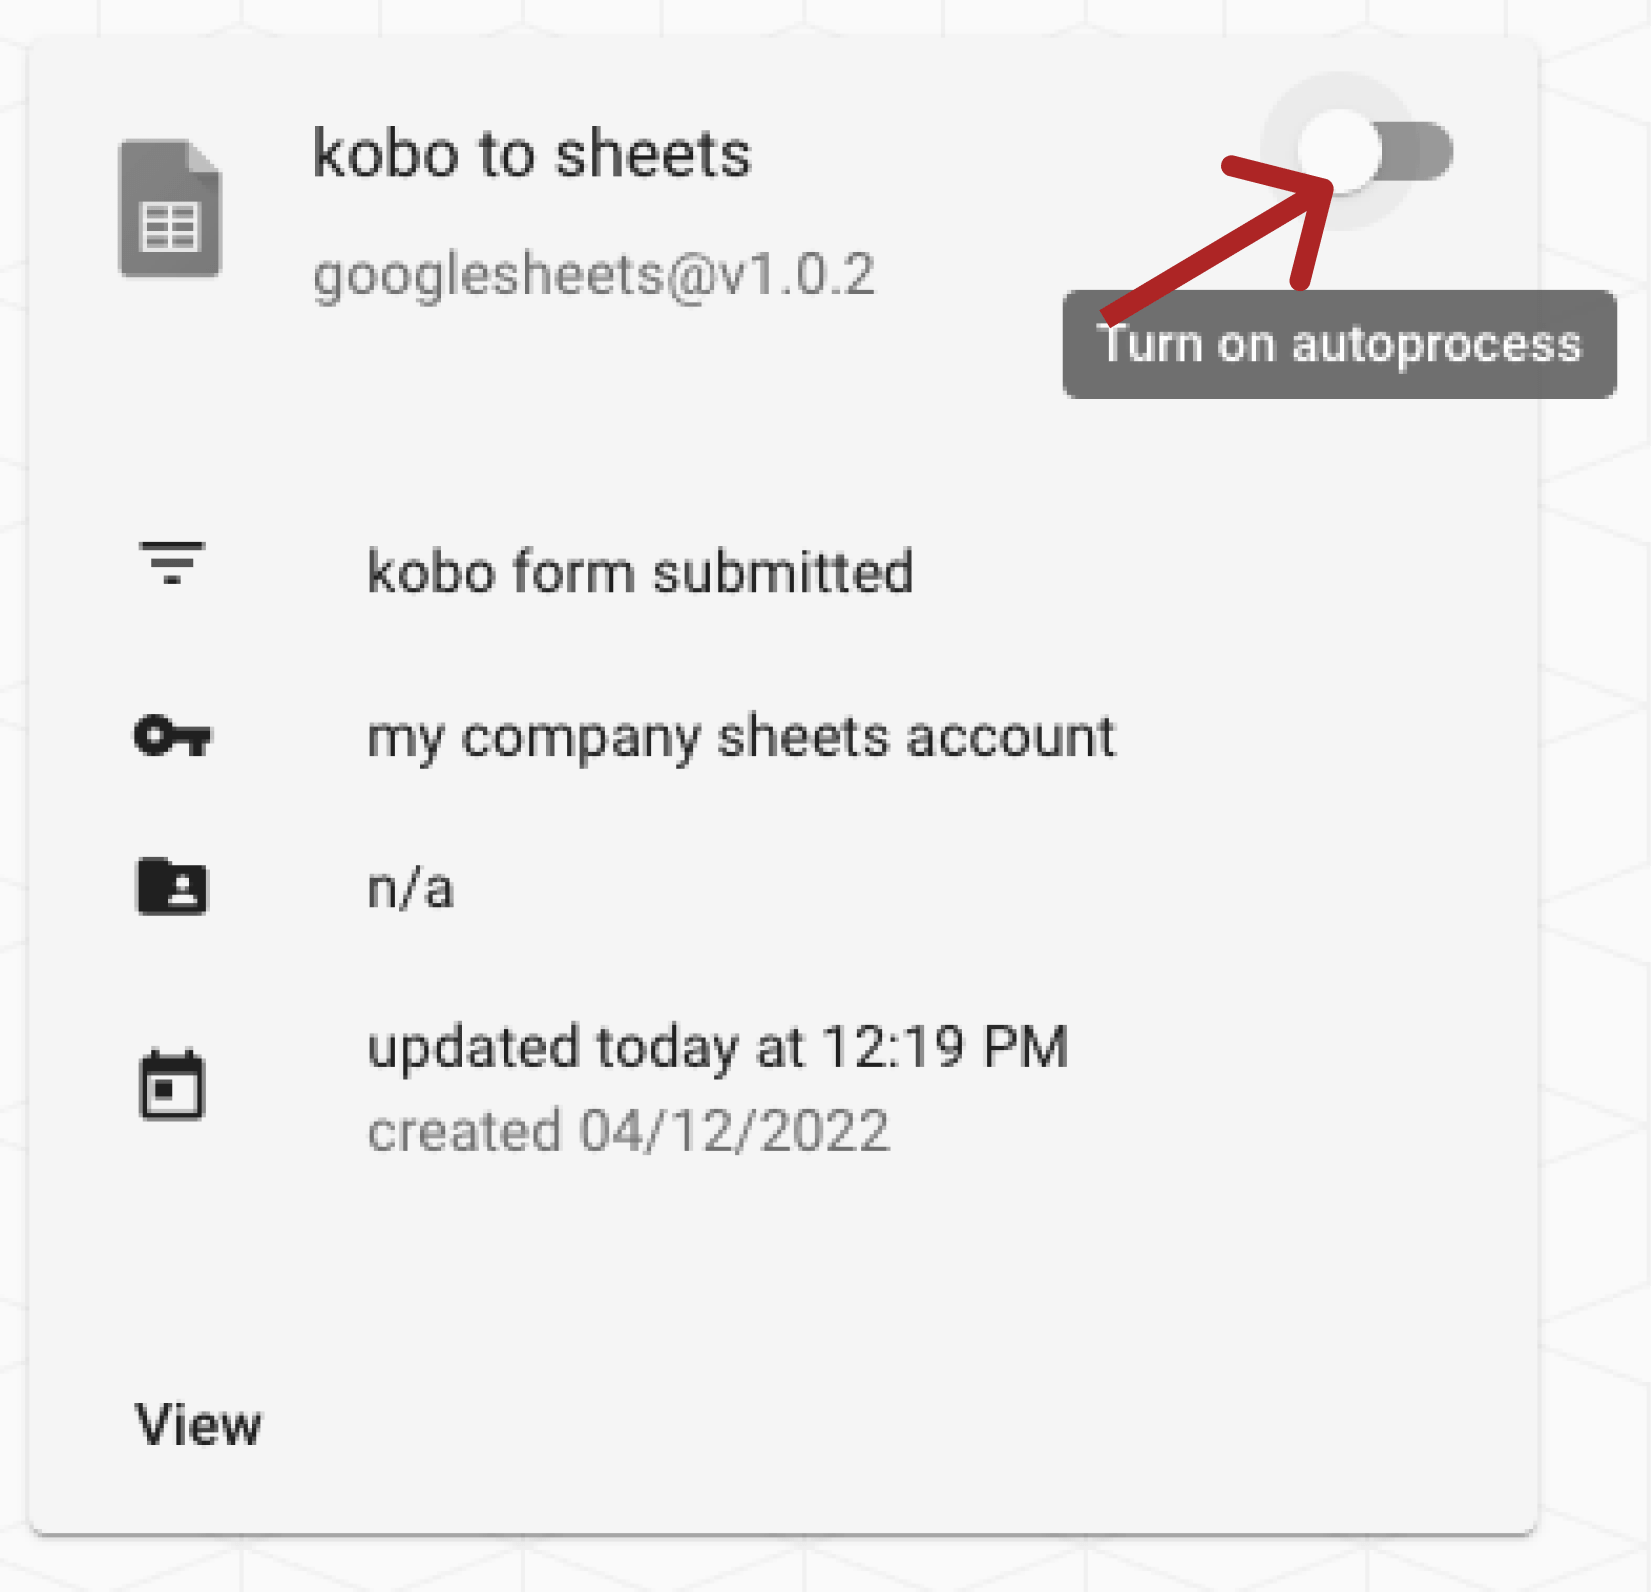 kobo to sheets
googlesheets@v1.0.2
Turn on autoprocess
kobo form submitted
my company sheets account
n/a
updated today at 12:19 PM
created 04/12/2022
View